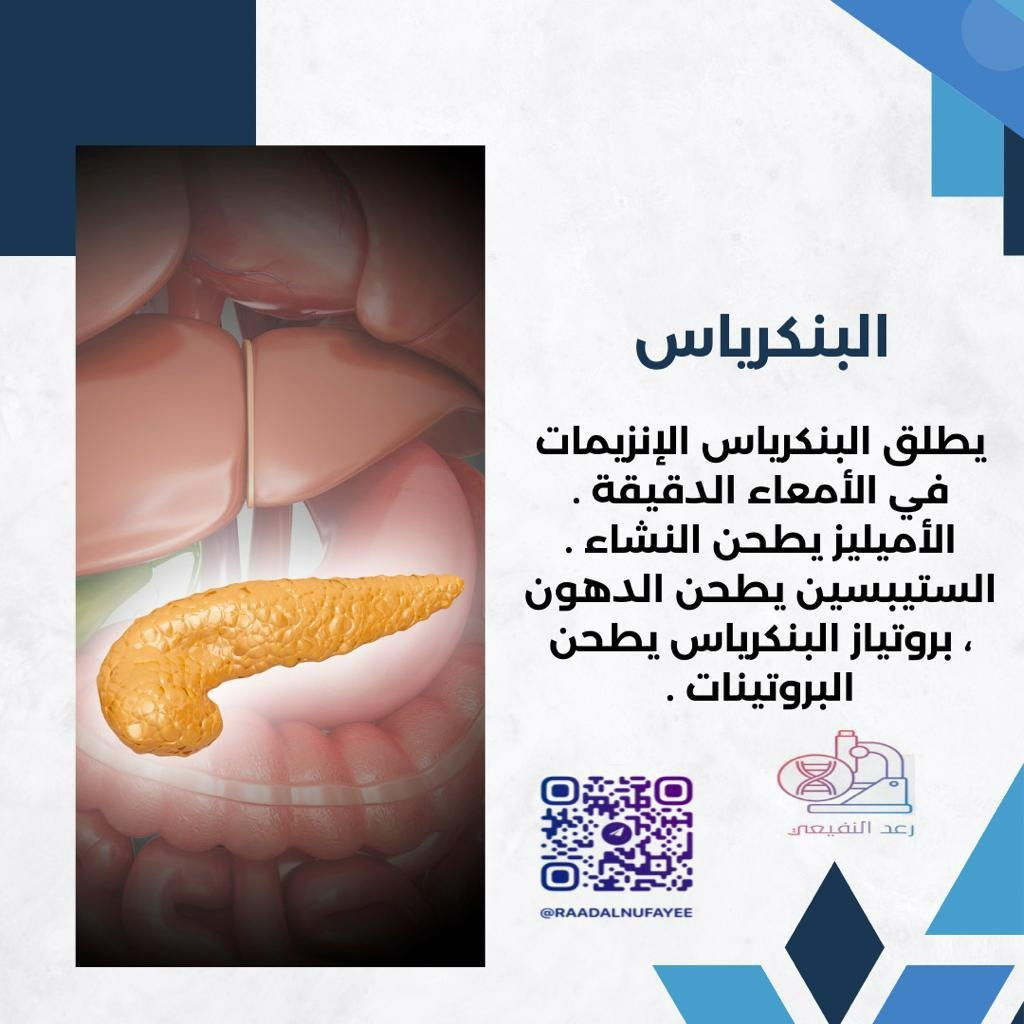 البنكرياس
يطلق البنكرياس الإنزيمات
في الأمعاء الدقيقة .
الأميليز يطحن النشاء .
الستيبسين يطحن الدهون
، بروتياز البنكرياس يطحن
البروتينات .
رعد النفيعي
@RAADALNUFAYEE